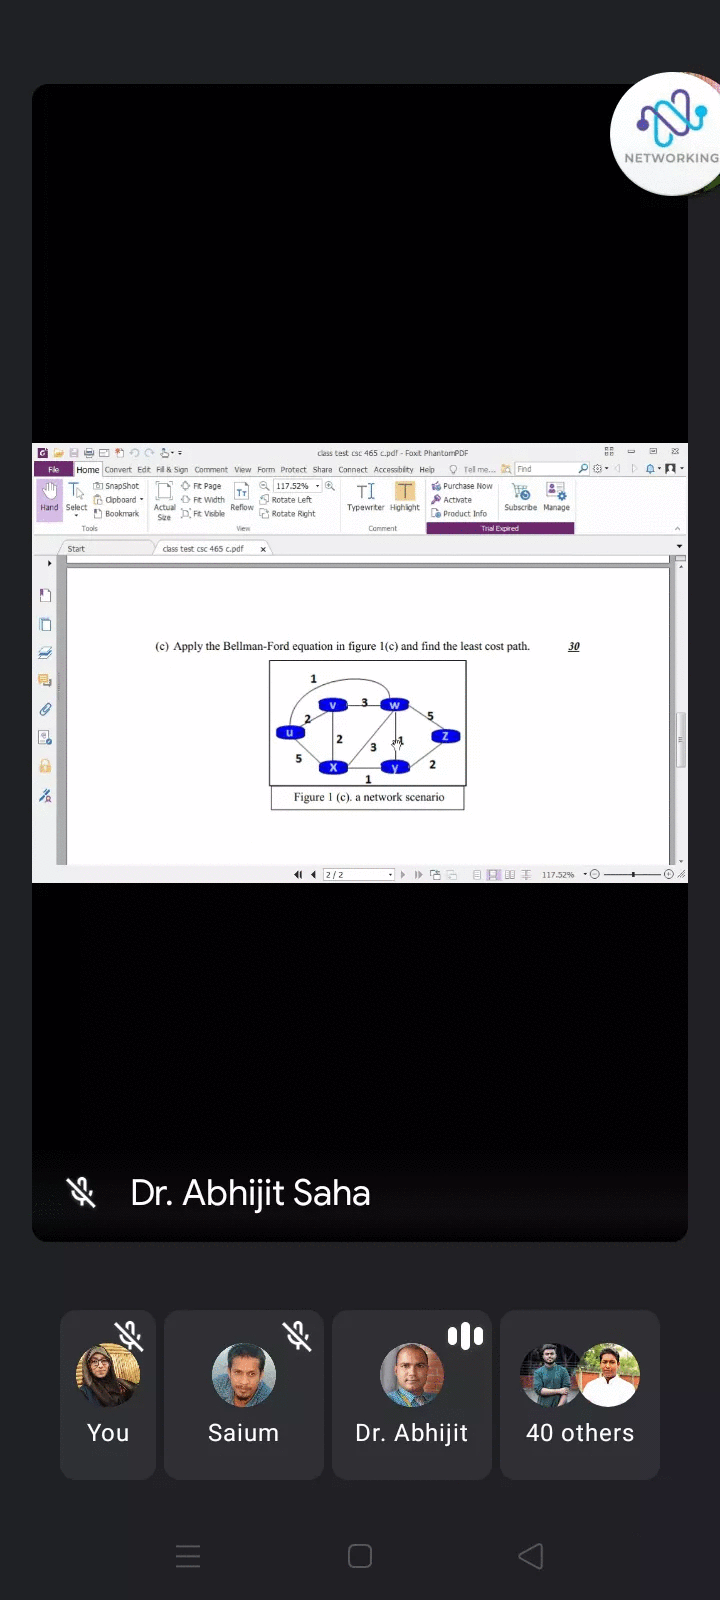 NETWORKING
class test csc 465 c.pdf - Foxit PhantomPDF
File Home Convert Edit Fill & Sign Comment View Form Protect Share Connect Accessibility Help Tell me... Find
SnapShot Fit Page 117.52% Purchase Now
Hand Select Clipboard Bookmark Actual Size Fit Width Fit Visible Reflow Rotate Left Rotate Right Typewriter Highlight Activate Product Info Subscribe Manage
Tools View Comment Trial Expired
Start class test csc 465 c.pdf
(c) Apply the Bellman-Ford equation in figure 1(c) and find the least cost path. 30
1
v 3 w
2 5
u 2 3 1 z
5 2
x 1 y
Figure 1 (c). a network scenario
2 / 2 117.52%
Dr. Abhijit Saha
You Saium Dr. Abhijit 40 others